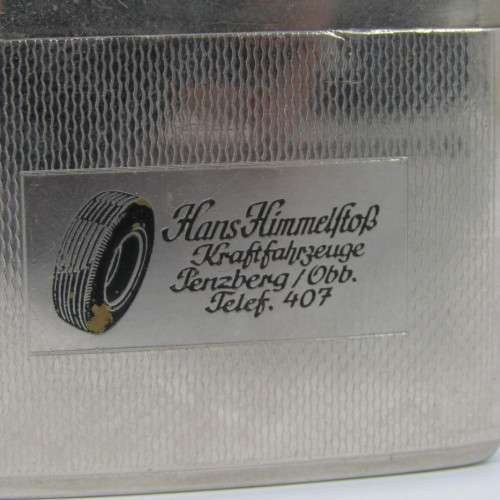 Hans Himmelstoß
Kraftfahrzeuge
Penzberg / Obb.
Telef. 407